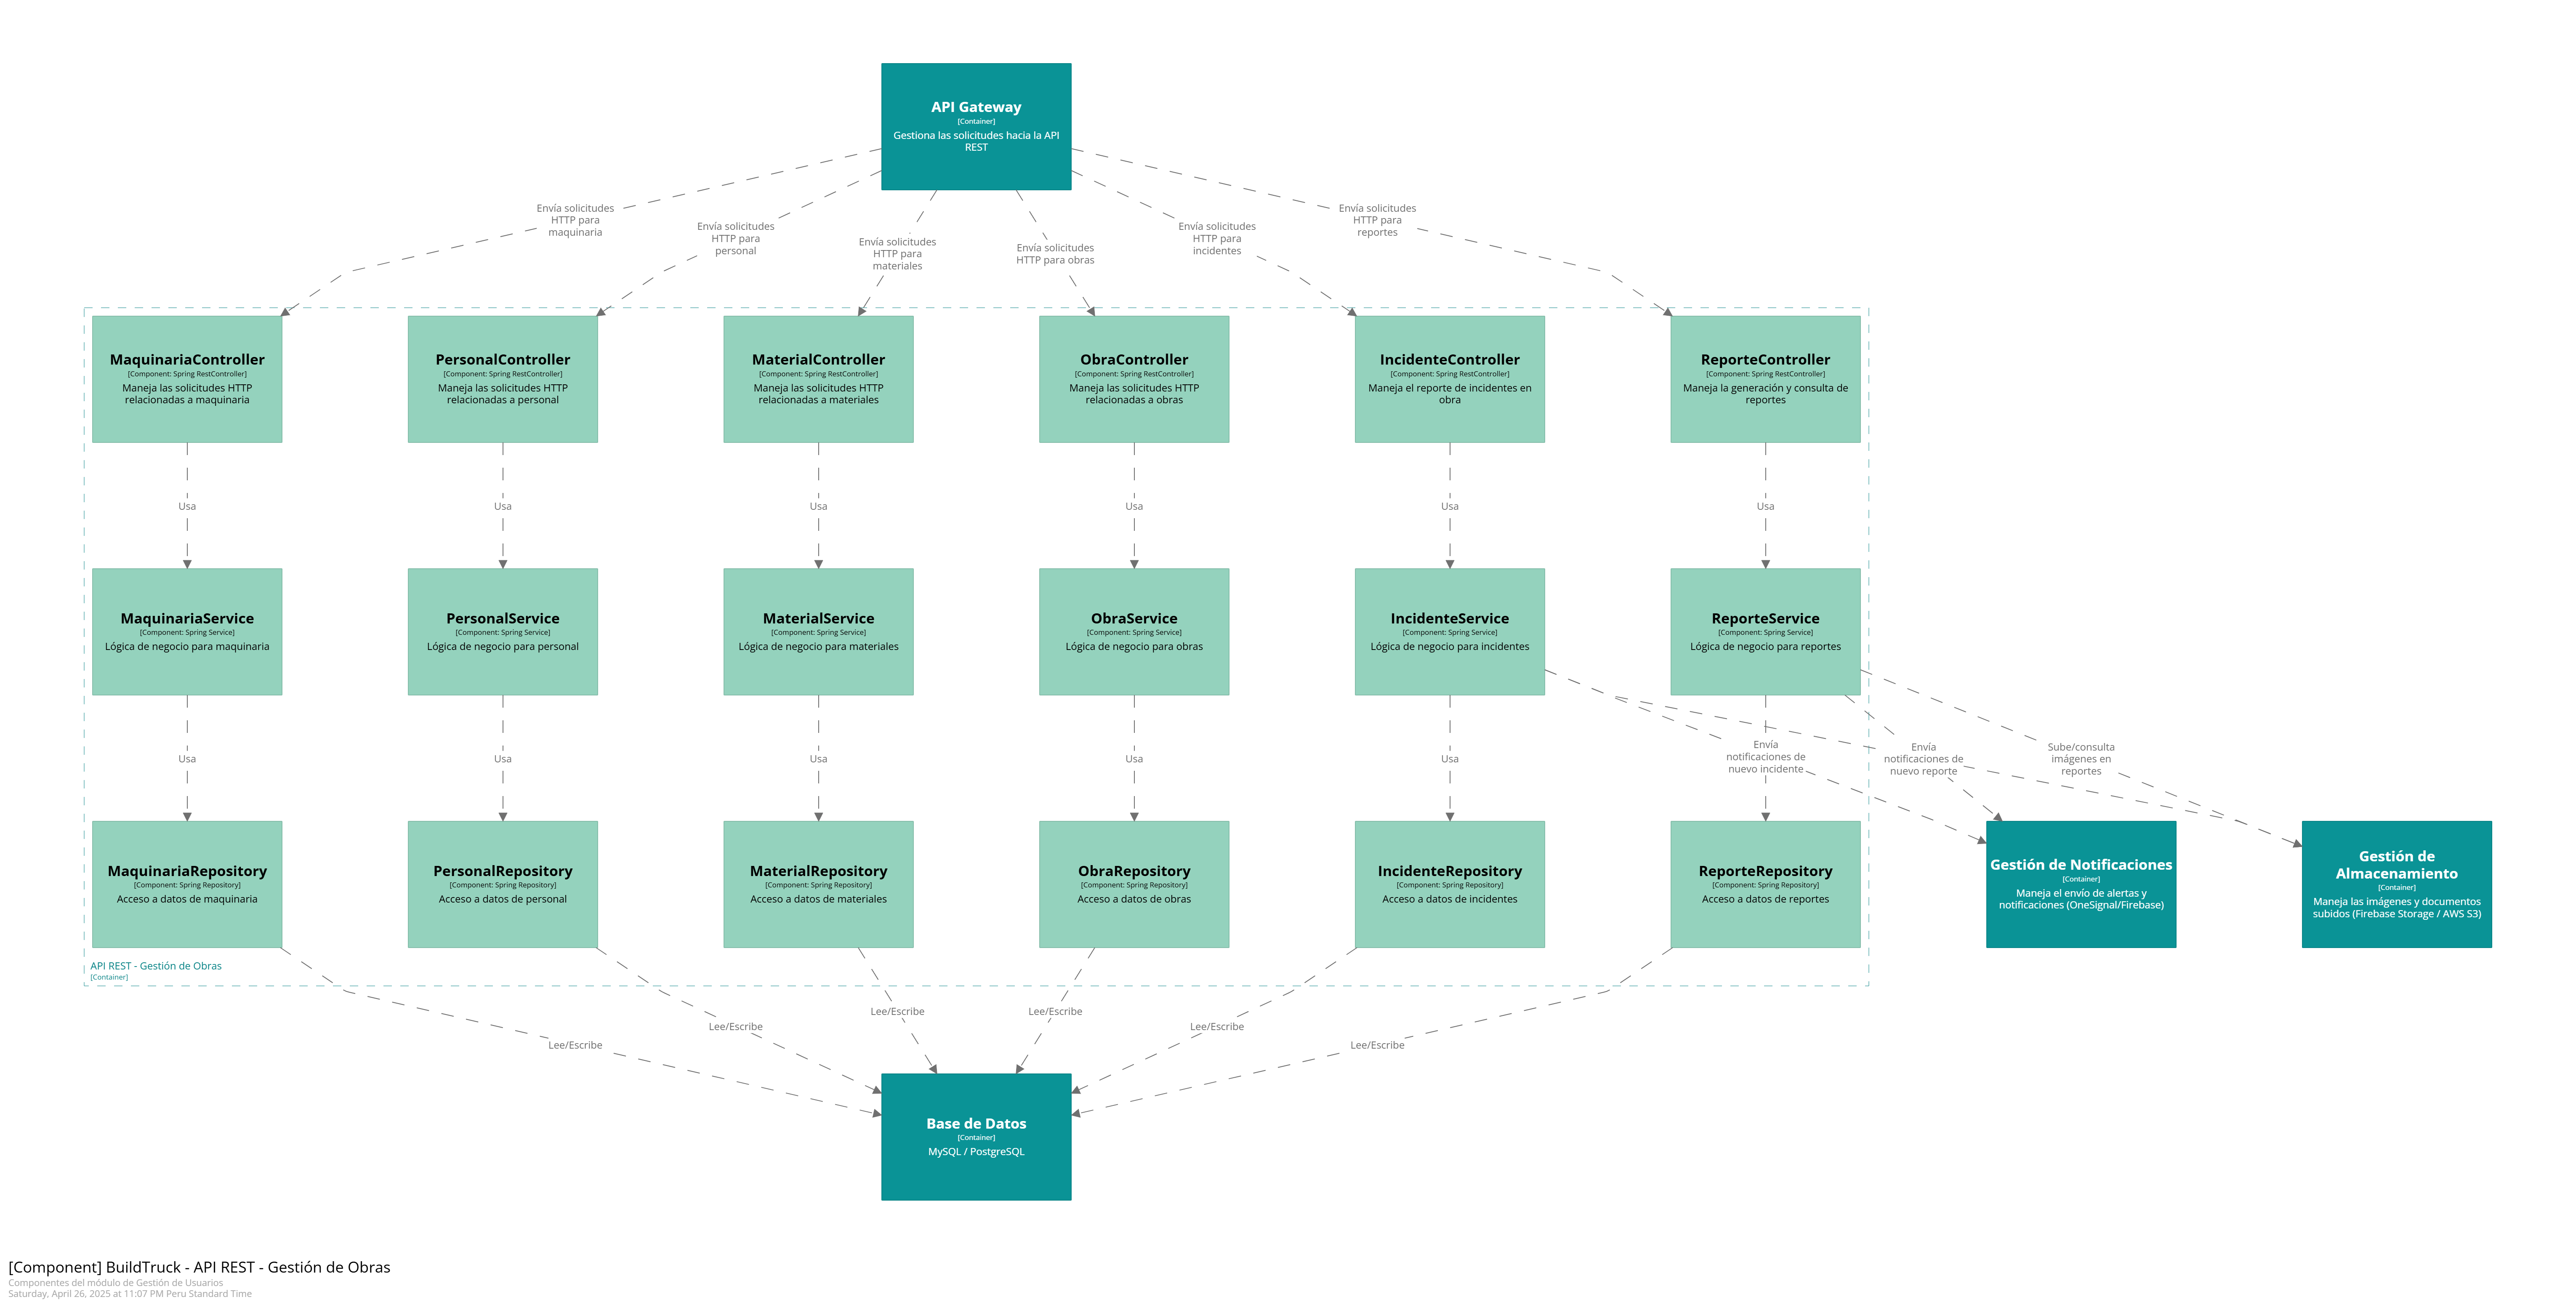 API Gateway
[Container]
Gestiona las solicitudes hacia la API
REST
Envía solicitudes
HTTP para
maquinaria
Envía solicitudes
HTTP para
personal
Envía solicitudes
HTTP para
materiales
Envía solicitudes
HTTP para obras
Envía solicitudes
HTTP para
incidentes
Envía solicitudes
HTTP para
reportes
MaquinariaController
[Component: Spring RestController]
Maneja las solicitudes HTTP
relacionadas a maquinaria
PersonalController
[Component: Spring RestController]
Maneja las solicitudes HTTP
relacionadas a personal
MaterialController
[Component: Spring RestController]
Maneja las solicitudes HTTP
relacionadas a materiales
ObraController
[Component: Spring RestController]
Maneja las solicitudes HTTP
relacionadas a obras
IncidenteController
[Component: Spring RestController]
Maneja el reporte de incidentes en
obra
ReporteController
[Component: Spring RestController]
Maneja la generación y consulta de
reportes
Usa
Usa
Usa
Usa
Usa
Usa
MaquinariaService
[Component: Spring Service]
Lógica de negocio para maquinaria
PersonalService
[Component: Spring Service]
Lógica de negocio para personal
MaterialService
[Component: Spring Service]
Lógica de negocio para materiales
ObraService
[Component: Spring Service]
Lógica de negocio para obras
IncidenteService
[Component: Spring Service]
Lógica de negocio para incidentes
ReporteService
[Component: Spring Service]
Lógica de negocio para reportes
Usa
Usa
Usa
Usa
Usa
Envía
notificaciones de
nuevo incidente
Envía
notificaciones de
nuevo reporte
Sube/consulta
imágenes en
reportes
MaquinariaRepository
[Component: Spring Repository]
Acceso a datos de maquinaria
PersonalRepository
[Component: Spring Repository]
Acceso a datos de personal
MaterialRepository
[Component: Spring Repository]
Acceso a datos de materiales
ObraRepository
[Component: Spring Repository]
Acceso a datos de obras
IncidenteRepository
[Component: Spring Repository]
Acceso a datos de incidentes
ReporteRepository
[Component: Spring Repository]
Acceso a datos de reportes
Gestión de Notificaciones
[Container]
Maneja el envío de alertas y
notificaciones (OneSignal/Firebase)
Gestión de
Almacenamiento
[Container]
Maneja las imágenes y documentos
subidos (Firebase Storage / AWS S3)
API REST - Gestión de Obras
[Container]
Lee/Escribe
Lee/Escribe
Lee/Escribe
Lee/Escribe
Lee/Escribe
Lee/Escribe
Base de Datos
[Container]
MySQL / PostgreSQL
[Component] BuildTruck - API REST - Gestión de Obras
Componentes del módulo de Gestión de Usuarios
Saturday, April 26, 2025 at 11:07 PM Peru Standard Time